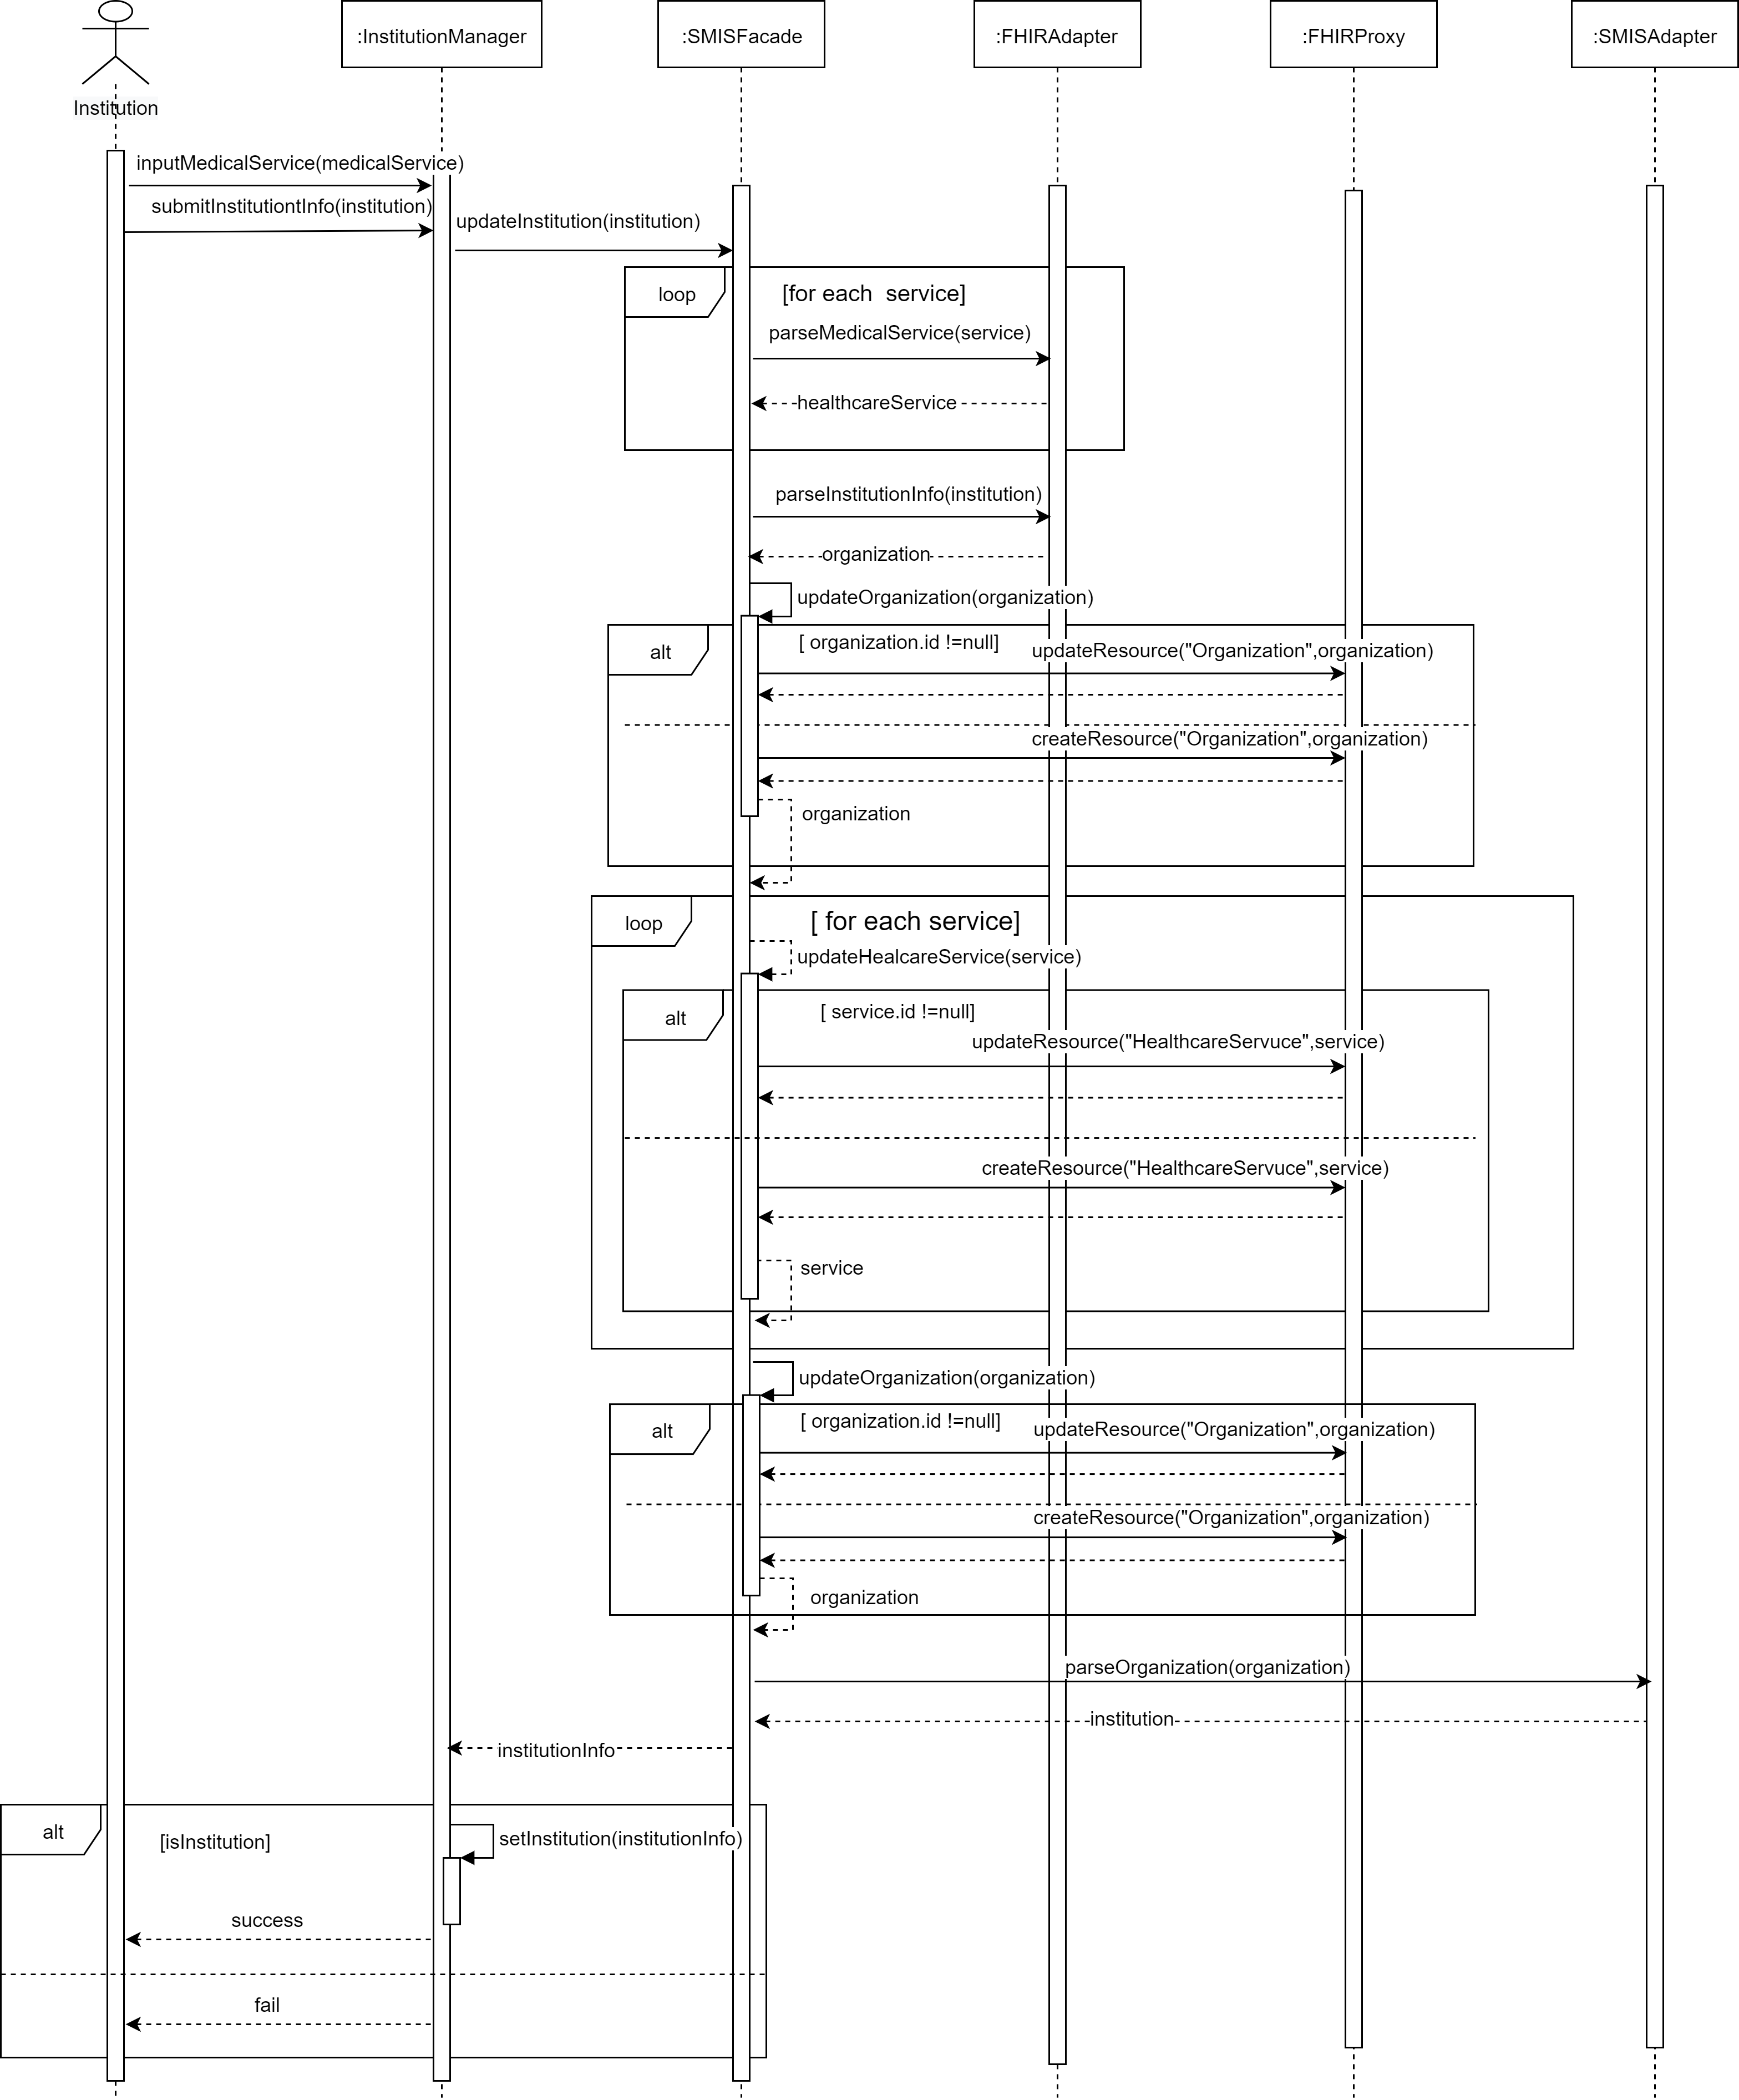 :InstitutionManager
:SMISFacade
:FHIRAdapter
:FHIRProxy
:SMISAdapter
Institution
inputMedicalService(medicalService)
submitInstitutiontInfo(institution)
updateInstitution(institution)
loop
[for each  service]
parseMedicalService(service)
healthcareService
parseInstitutionInfo(institution)
organization
updateOrganization(organization)
alt
[ organization.id !=null]
updateResource("Organization",organization)
createResource("Organization",organization)
organization
loop
[ for each service]
updateHealcareService(service)
alt
[ service.id !=null]
updateResource("HealthcareServuce",service)
createResource("HealthcareServuce",service)
service
updateOrganization(organization)
alt
[ organization.id !=null]
updateResource("Organization",organization)
createResource("Organization",organization)
organization
parseOrganization(organization)
institution
institutionInfo
alt
[isInstitution]
setInstitution(institutionInfo)
success
fail